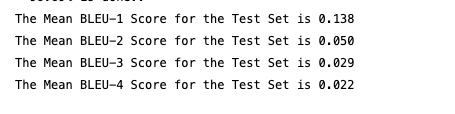 The Mean BLEU-1 Score for the Test Set is 0.138
The Mean BLEU-2 Score for the Test Set is 0.050
The Mean BLEU-3 Score for the Test Set is 0.029
The Mean BLEU-4 Score for the Test Set is 0.022